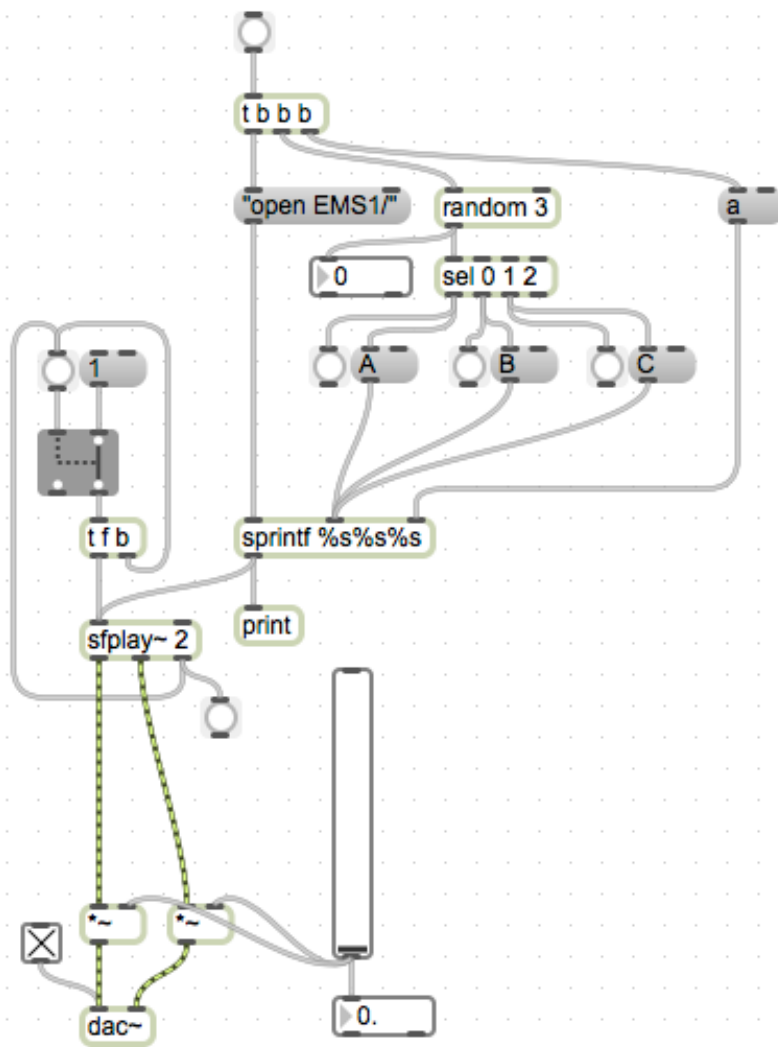 t b b b
"open EMS1/"
random 3
a
0
sel 0 1 2
1
A
B
C
t f b
sprintf %s%s%s
sfplay~ 2
print
*~
*~
dac~
0.